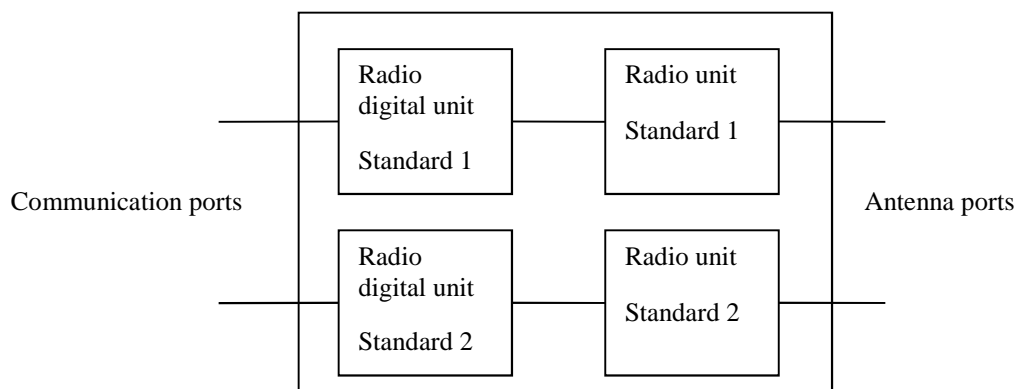 Radio
digital unit
Standard 1
Radio unit
Standard 1
Communication ports
Antenna ports
Radio
digital unit
Standard 2
Radio unit
Standard 2